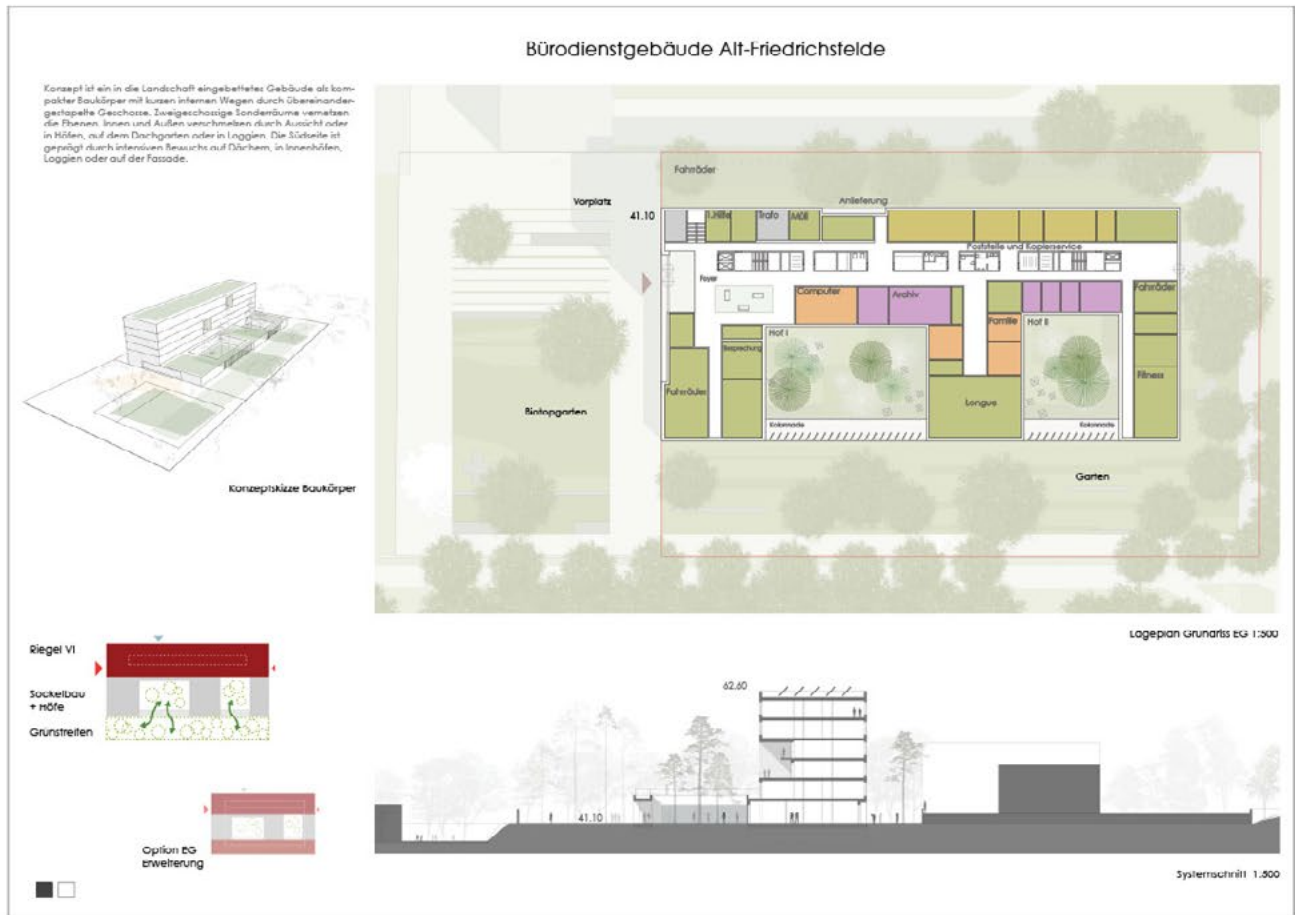 Bürodienstgebäude Alt-Friedrichsfelde
Konzept ist ein in die Landschaft eingebettetes Gebäude als kom-
pakter Baukörper mit kurzen internen Wegen durch übereinander-
gestapelte Geschosse. Zweigeschossige Sonderräume vernetzen
die Ebenen. Innen und Außen verschmelzen durch Aussicht oder
in Höfen, auf dem Dachgarten oder in Loggien. Die Südseite ist
geprägt durch intensiven Bewuchs auf Dächern, in Innenhöfen,
Loggien oder auf der Fassade.
Konzeptskizze Baukörper
Fahrräder
Vorplatz
41.10
Anlieferung
1.Hilfe
Trafo
Müll
Poststelle und Kopierservice
Foyer
Computer
Archiv
Fahrräder
Hof I
Familie
Hof II
Besprechung
Fahrräder
Fitness
Longue
Biotopgarten
Kolonnade
Kolonnade
Garten
Lageplan Grundriss EG 1:500
Riegel VI
Sockelbau
+ Höfe
Grünstreifen
Option EG
Erweiterung
62.60
41.10
Systemschnitt 1:500